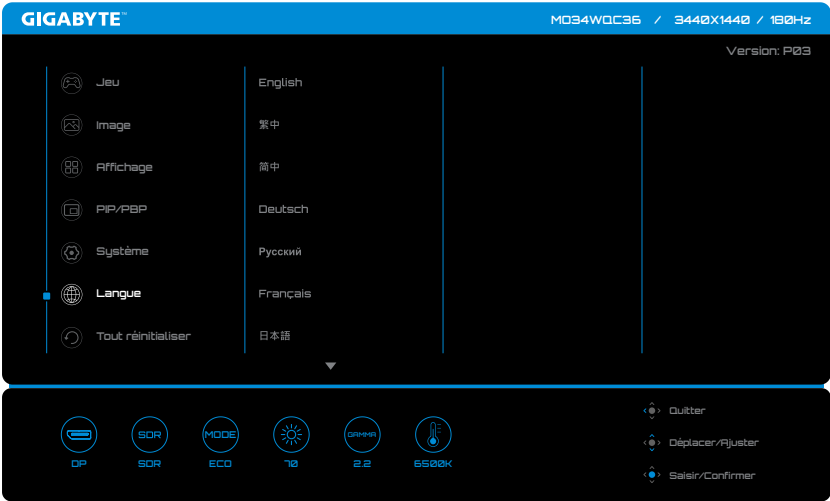 GIGABYTE™
MO34WQC36 / 3440X1440 / 180Hz
Version: P03
Jeu
English
Image
繁中
Affichage
简中
PIP/PBP
Deutsch
Système
Русский
Langue
Français
Tout réinitialiser
日本語
SDR
MODE
GAMMA
DP
SDR
ECO
70
2.2
6500K
Quitter
Déplacer/Ajuster
Saisir/Confirmer